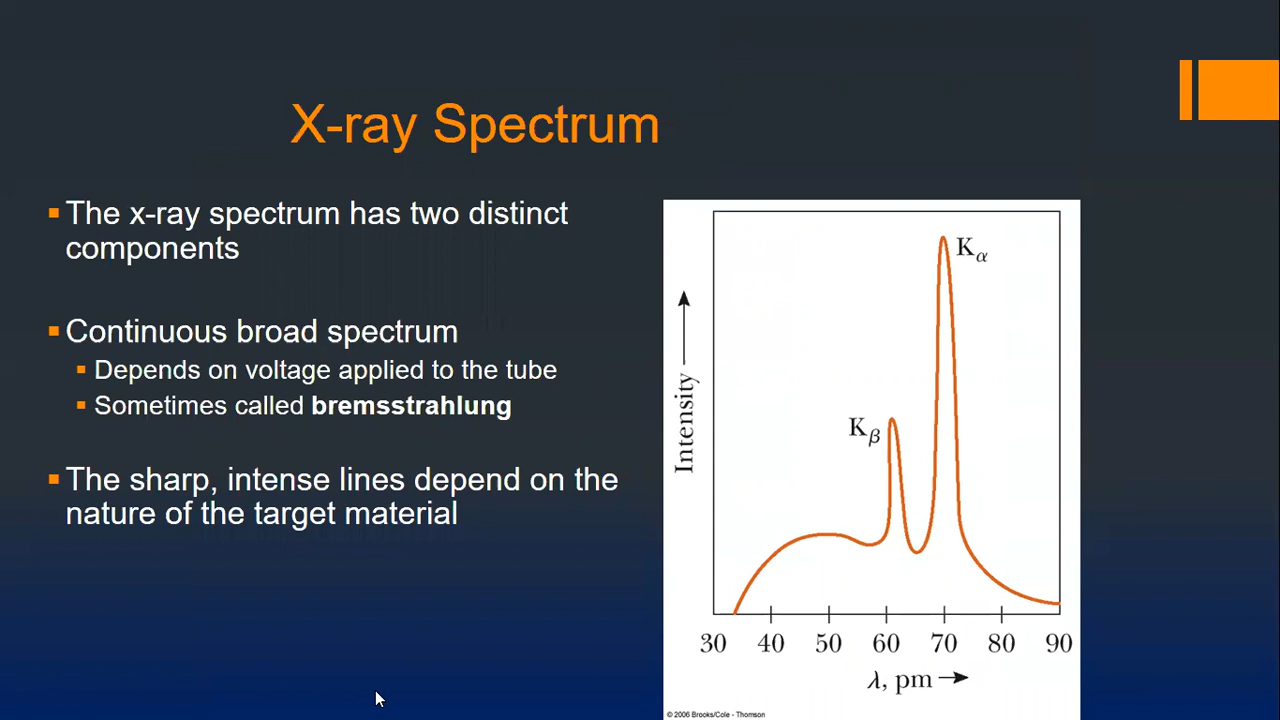 X-ray Spectrum
The x-ray spectrum has two distinct
components
Continuous broad spectrum
Depends on voltage applied to the tube
Sometimes called bremsstrahlung
The sharp, intense lines depend on the
nature of the target material
Kα
Kβ
Intensity
30 40 50 60 70 80 90
λ, pm
© 2006 Brooks/Cole - Thomson